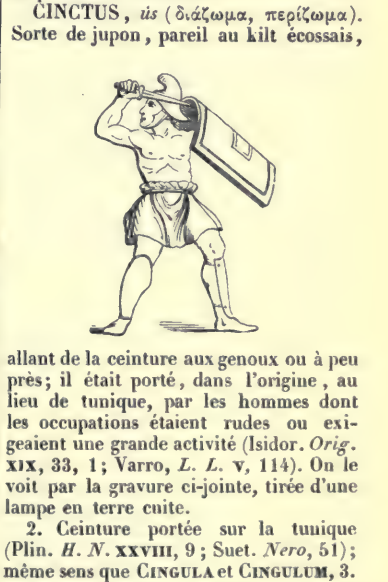 CINCTUS, ūs (διάζωμα, περίζωμα).
Sorte de jupon, pareil au kilt écossais,
allant de la ceinture aux genoux ou à peu
près; il était porté, dans l'origine, au
lieu de tunique, par les hommes dont
les occupations étaient rudes ou exi-
geaient une grande activité (Isidor. Orig.
XIX, 33, 1; Varro, L. L. V, 114). On le
voit par la gravure ci-jointe, tirée d'une
lampe en terre cuite.
2. Ceinture portée sur la tunique
(Plin. H. N. XXVIII, 9; Suet. Nero, 51);
même sens que CINGULA et CINGULUM, 3.